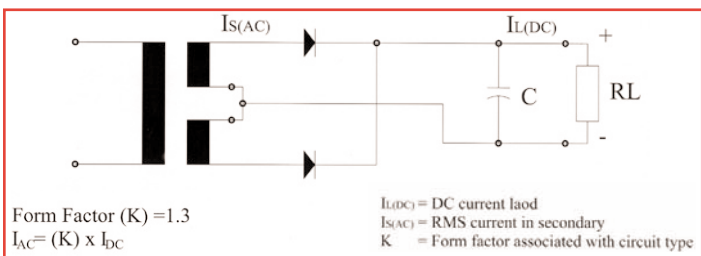 IS(AC)
IL(DC)
+
C
RL
-
Form Factor (K) =1.3
IAC= (K) x IDC
IL(DC) = DC current laod
IS(AC) = RMS current in secondary
K = Form factor associated with circuit type